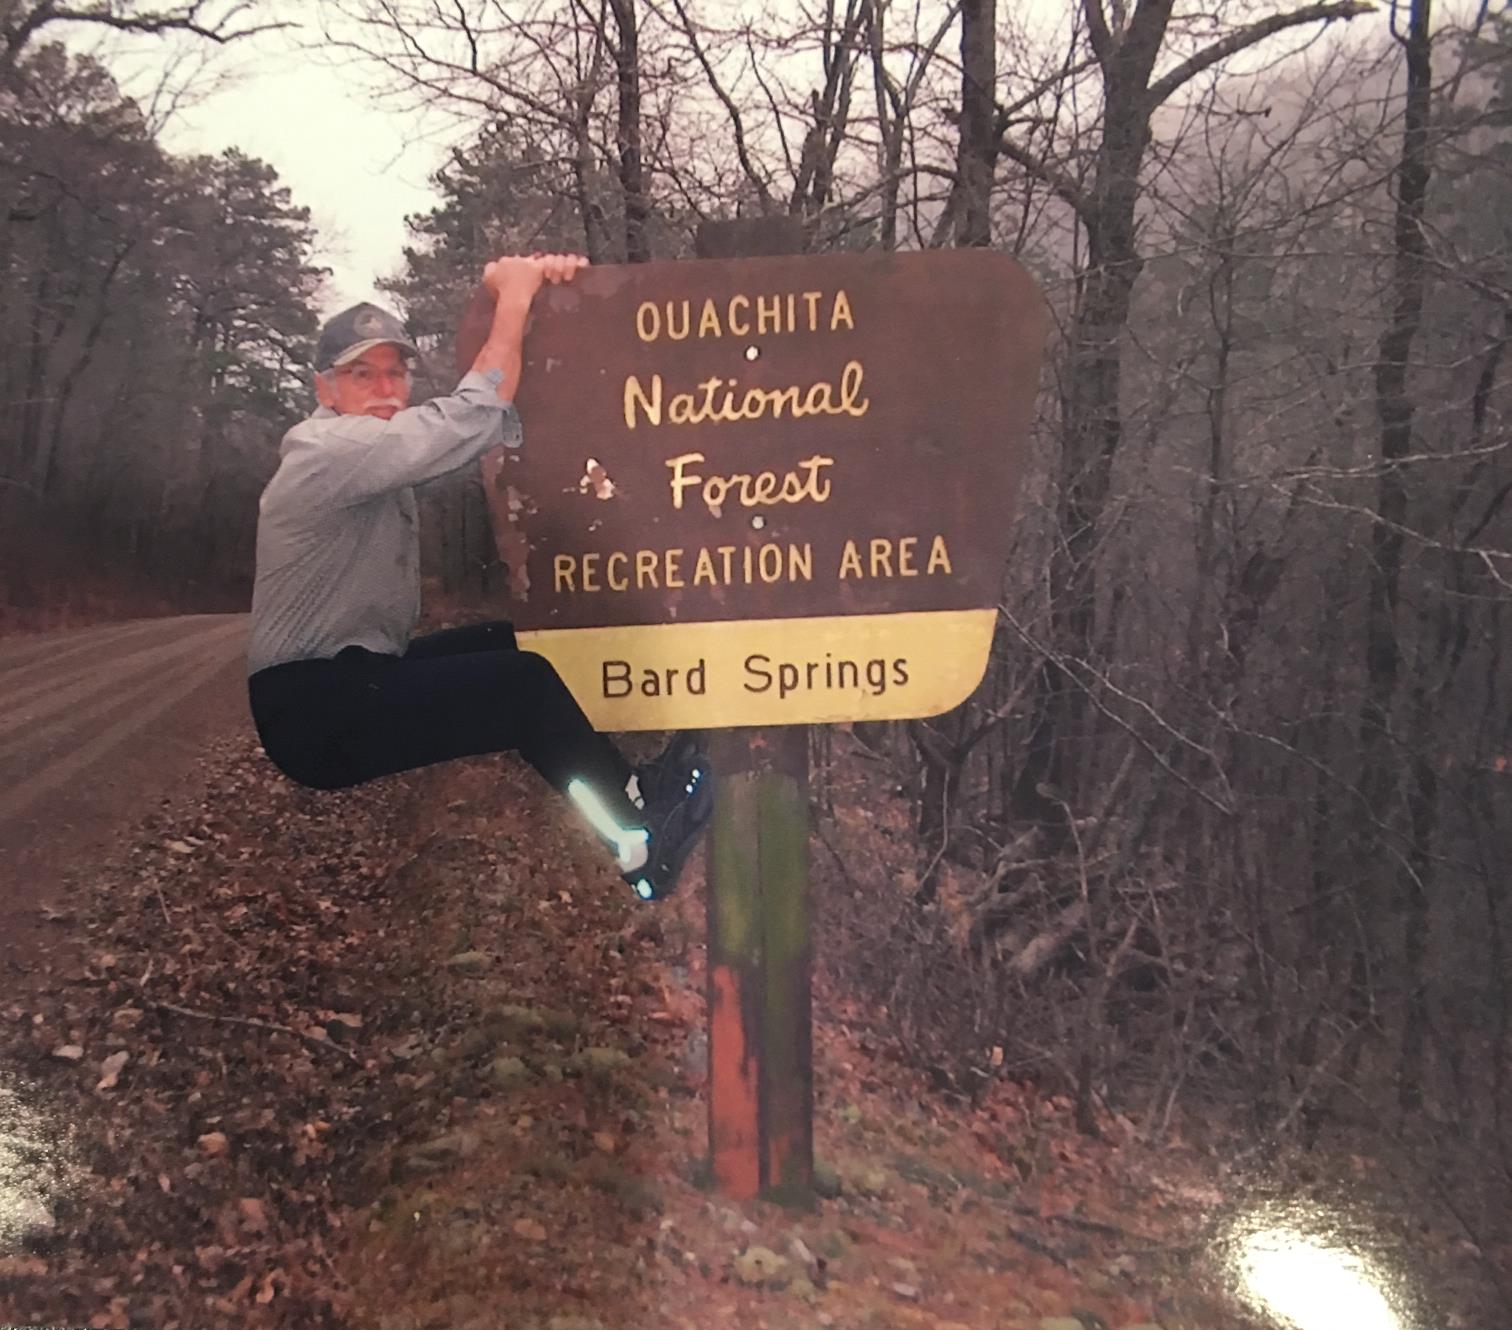 OUACHITA
National
Forest
RECREATION AREA
Bard Springs